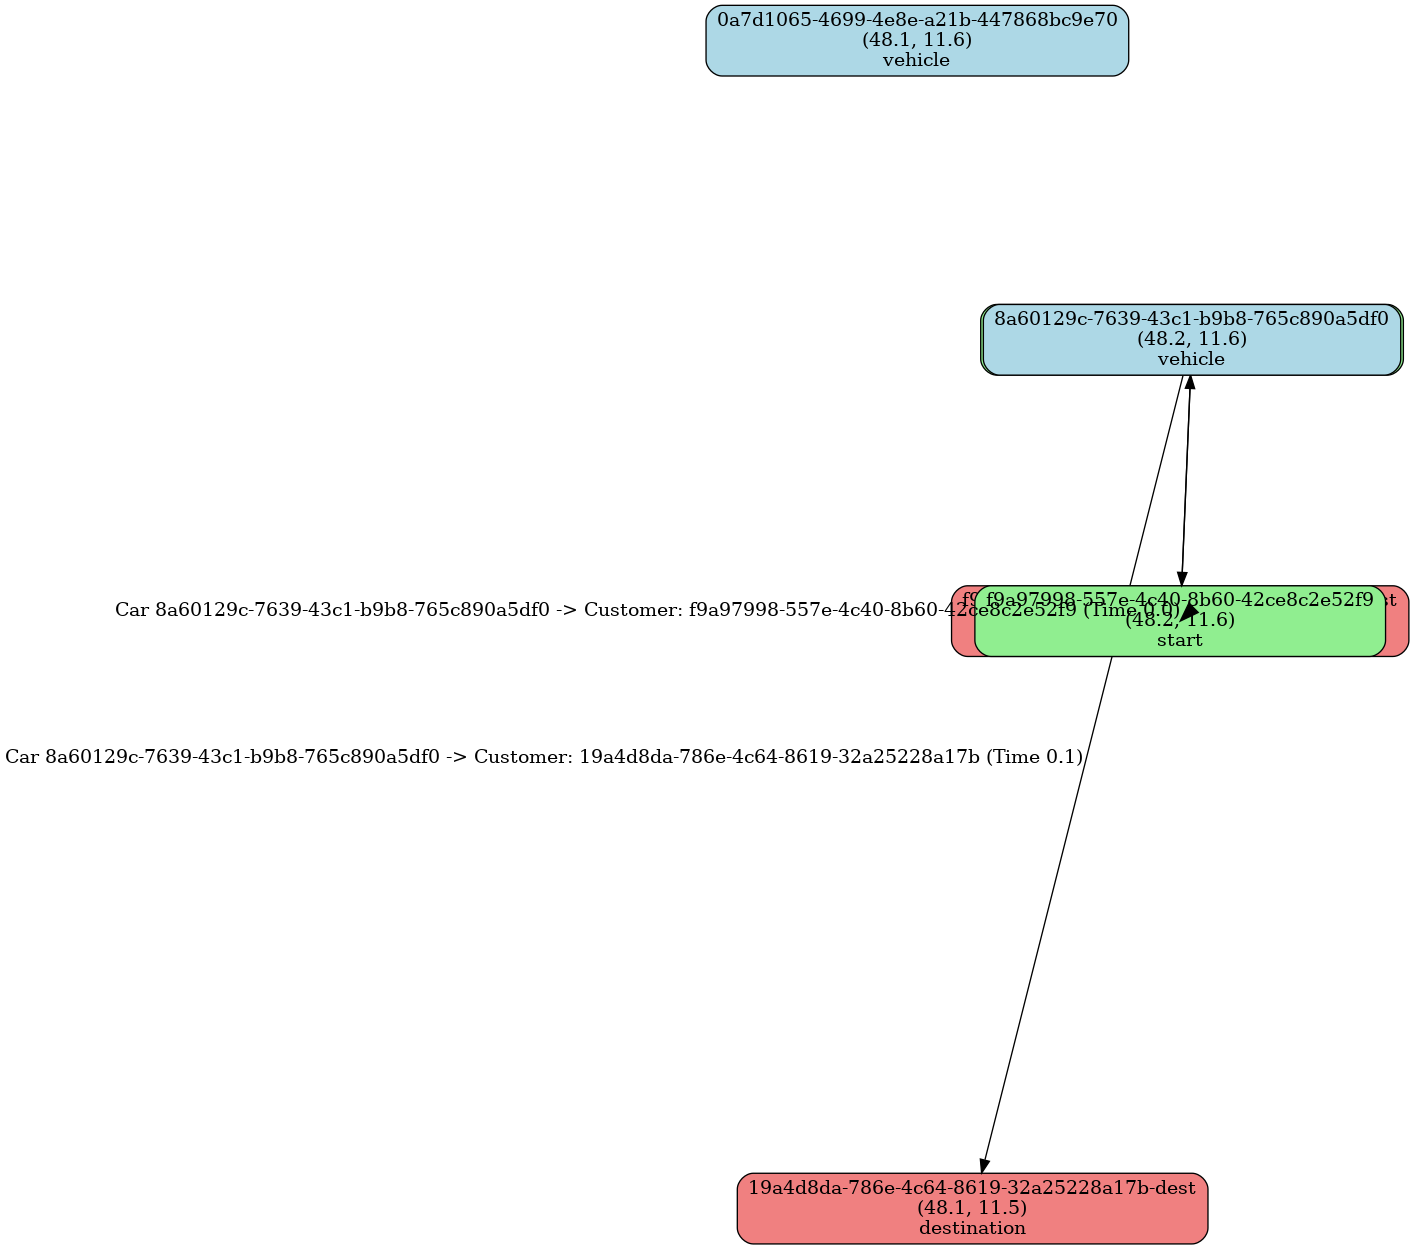 0a7d1065-4699-4e8e-a21b-447868bc9e70
(48.1, 11.6)
vehicle
8a60129c-7639-43c1-b9b8-765c890a5df0
(48.2, 11.6)
vehicle
Car 8a60129c-7639-43c1-b9b8-765c890a5df0 -> Customer: f9a97998-557e-4c40-8b60-42ce8c2e52f9 (Time 0.0)
f9a97998-557e-4c40-8b60-42ce8c2e52f9
(48.2, 11.6)
start
Car 8a60129c-7639-43c1-b9b8-765c890a5df0 -> Customer: 19a4d8da-786e-4c64-8619-32a25228a17b (Time 0.1)
19a4d8da-786e-4c64-8619-32a25228a17b-dest
(48.1, 11.5)
destination